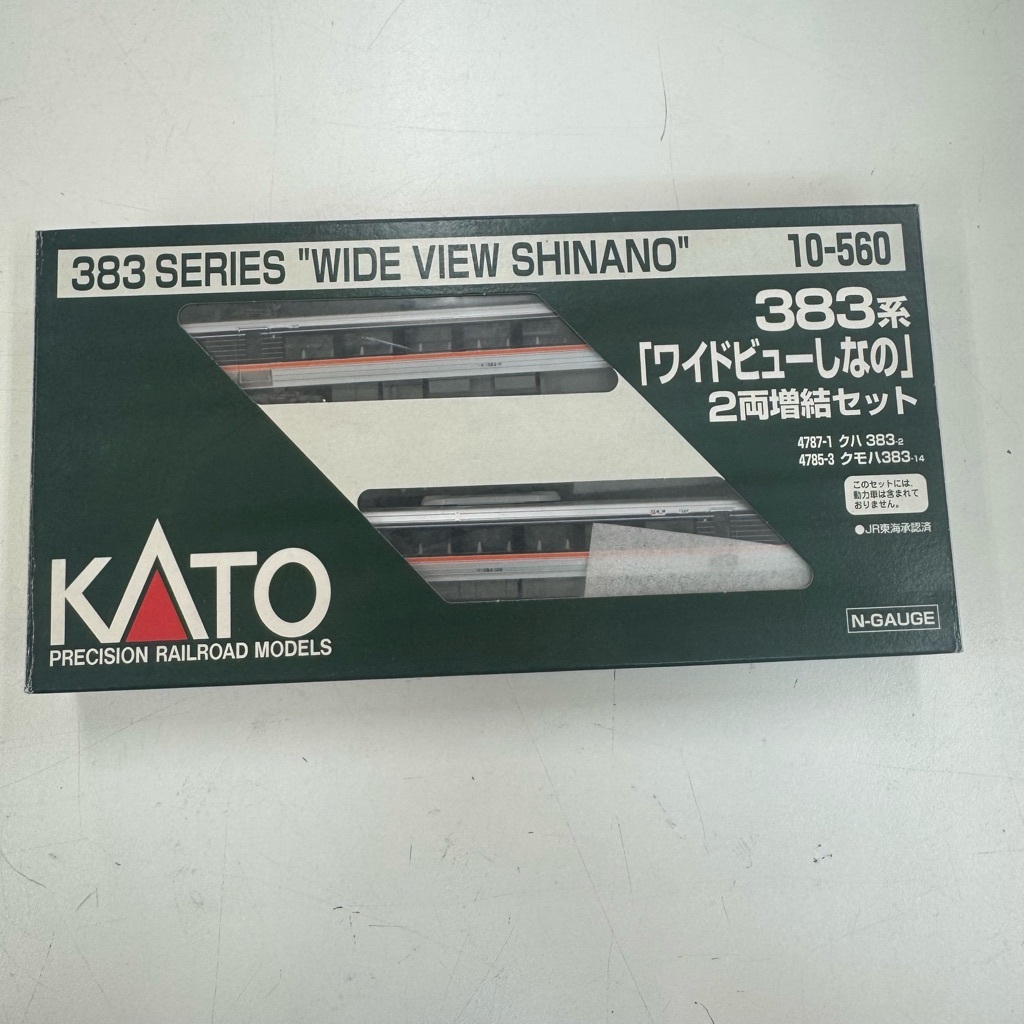 383 SERIES "WIDE VIEW SHINANO" 10-560
383系
「ワイドビューしなの」
2両増結セット
4787-1 クハ 383-2
4785-3 クモハ383-14
このセットには、
動力車は含まれて
おりません。
●JR東海承認済
KATO
PRECISION RAILROAD MODELS
N-GAUGE